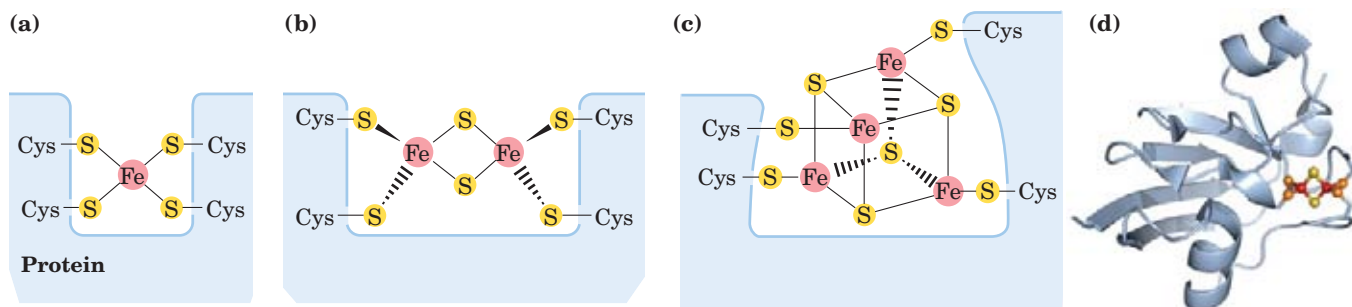 (a)
Cys S S Cys
Fe
Cys S S Cys
Protein
(b)
Cys S S S Cys
Fe Fe
S
Cys S S Cys
(c)
S Cys
Fe
S S
Cys S Fe
S
Cys S Fe Fe S Cys
S
(d)